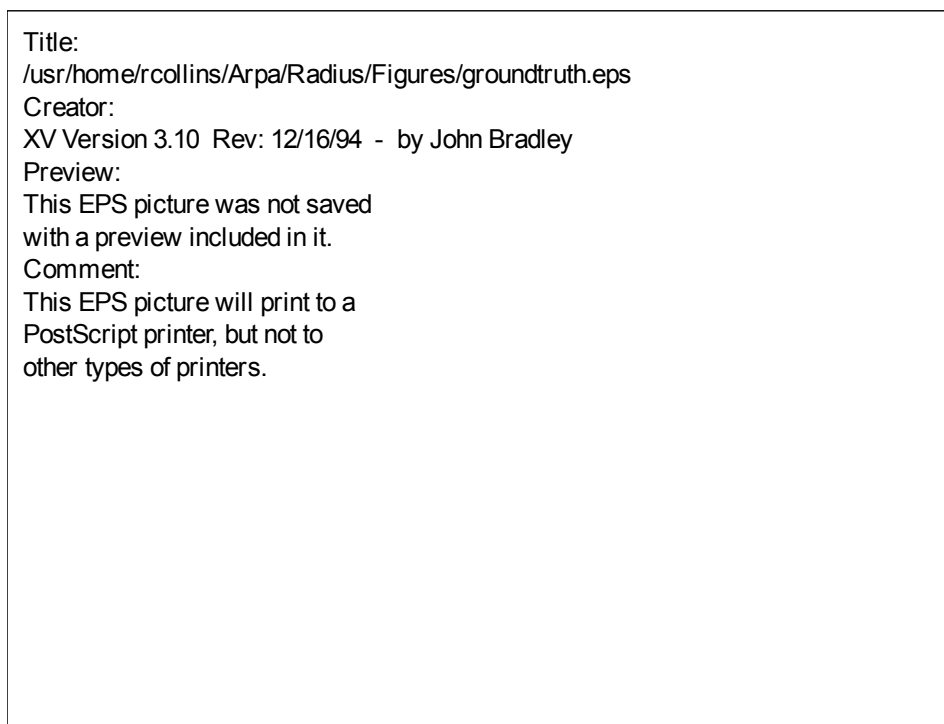 Title:
/usr/home/rcollins/Arpa/Radius/Figures/groundtruth.eps
Creator:
XV Version 3.10  Rev: 12/16/94  -  by John Bradley
Preview:
This EPS picture was not saved
with a preview included in it.
Comment:
This EPS picture will print to a
PostScript printer, but not to
other types of printers.